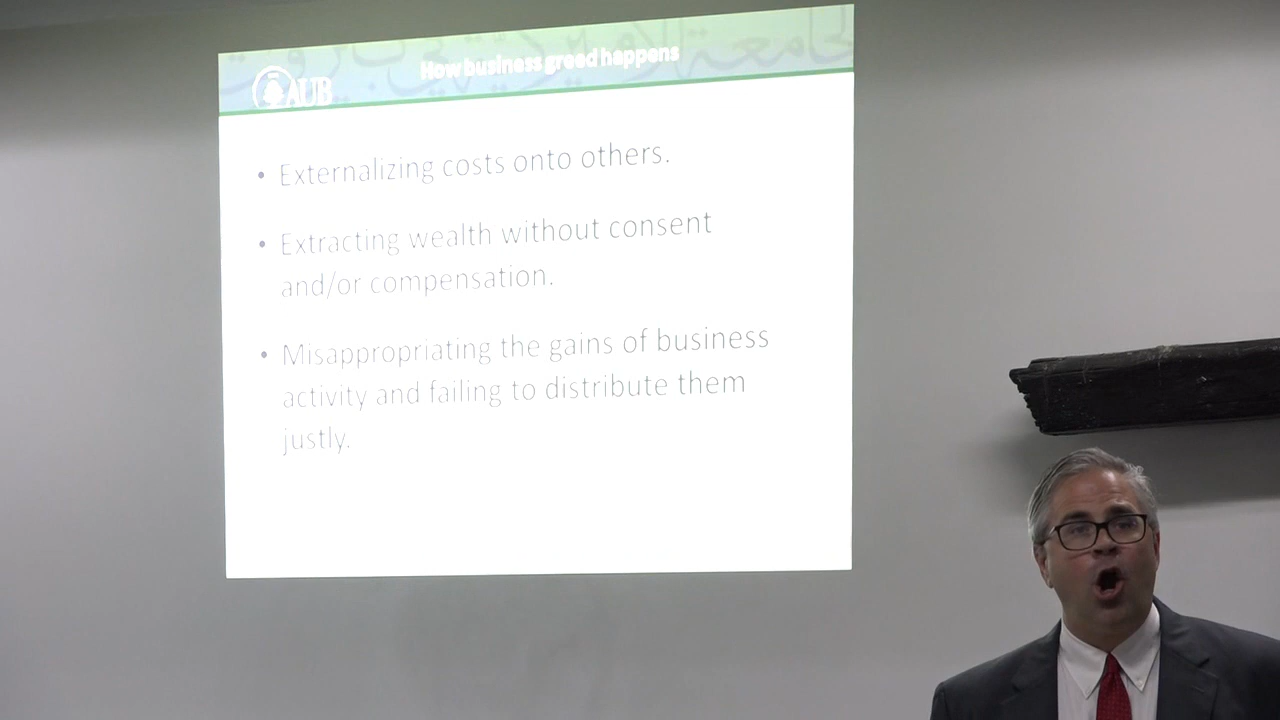 How business greed happens
AUB
• Externalizing costs onto others.
• Extracting wealth without consent
and/or compensation.
• Misappropriating the gains of business
activity and failing to distribute them
justly.